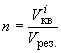 n = V^i_кв / V_рез.